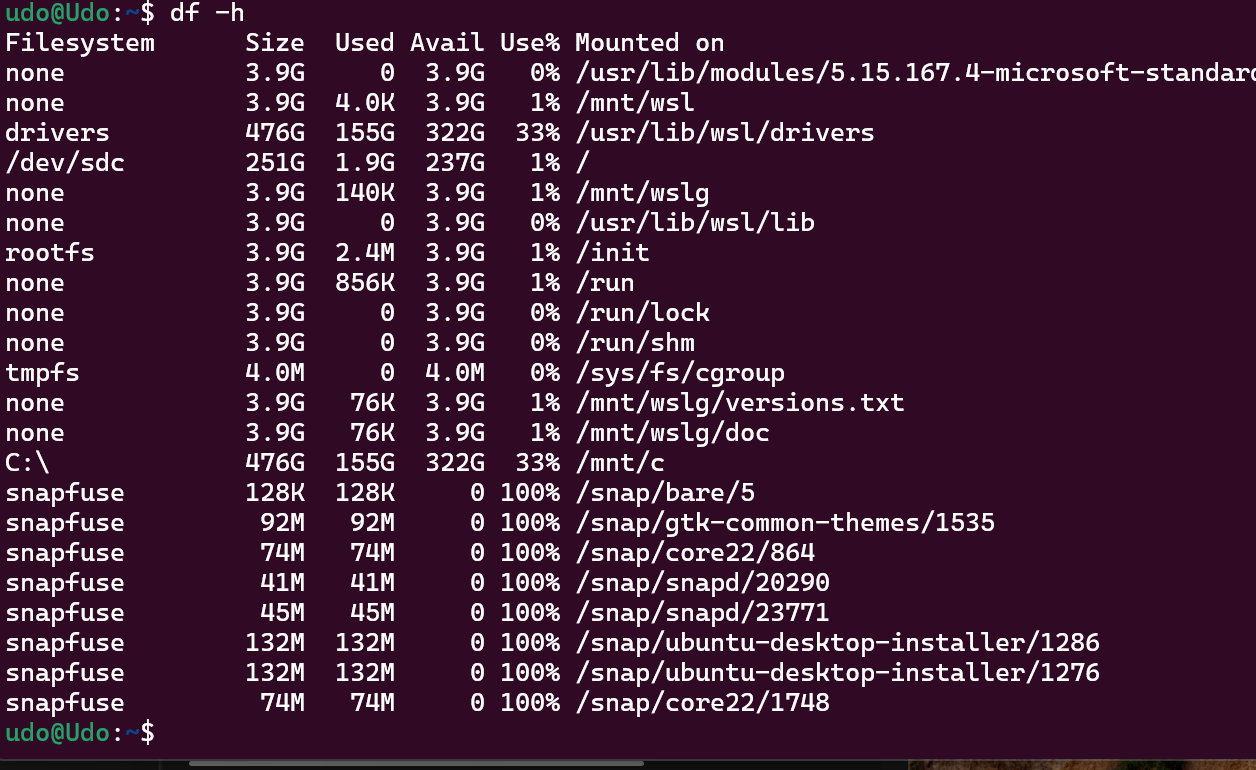 udo@Udo:~$ df -h
Filesystem      Size  Used Avail Use% Mounted on
none            3.9G     0  3.9G   0% /usr/lib/modules/5.15.167.4-microsoft-standard
none            3.9G  4.0K  3.9G   1% /mnt/wsl
drivers         476G  155G  322G  33% /usr/lib/wsl/drivers
/dev/sdc        251G  1.9G  237G   1% /
none            3.9G  140K  3.9G   1% /mnt/wslg
none            3.9G     0  3.9G   0% /usr/lib/wsl/lib
rootfs          3.9G  2.4M  3.9G   1% /init
none            3.9G  856K  3.9G   1% /run
none            3.9G     0  3.9G   0% /run/lock
none            3.9G     0  3.9G   0% /run/shm
tmpfs           4.0M     0  4.0M   0% /sys/fs/cgroup
none            3.9G   76K  3.9G   1% /mnt/wslg/versions.txt
none            3.9G   76K  3.9G   1% /mnt/wslg/doc
C:\             476G  155G  322G  33% /mnt/c
snapfuse        128K  128K     0 100% /snap/bare/5
snapfuse         92M   92M     0 100% /snap/gtk-common-themes/1535
snapfuse         74M   74M     0 100% /snap/core22/864
snapfuse         41M   41M     0 100% /snap/snapd/20290
snapfuse         45M   45M     0 100% /snap/snapd/23771
snapfuse        132M  132M     0 100% /snap/ubuntu-desktop-installer/1286
snapfuse        132M  132M     0 100% /snap/ubuntu-desktop-installer/1276
snapfuse         74M   74M     0 100% /snap/core22/1748
udo@Udo:~$